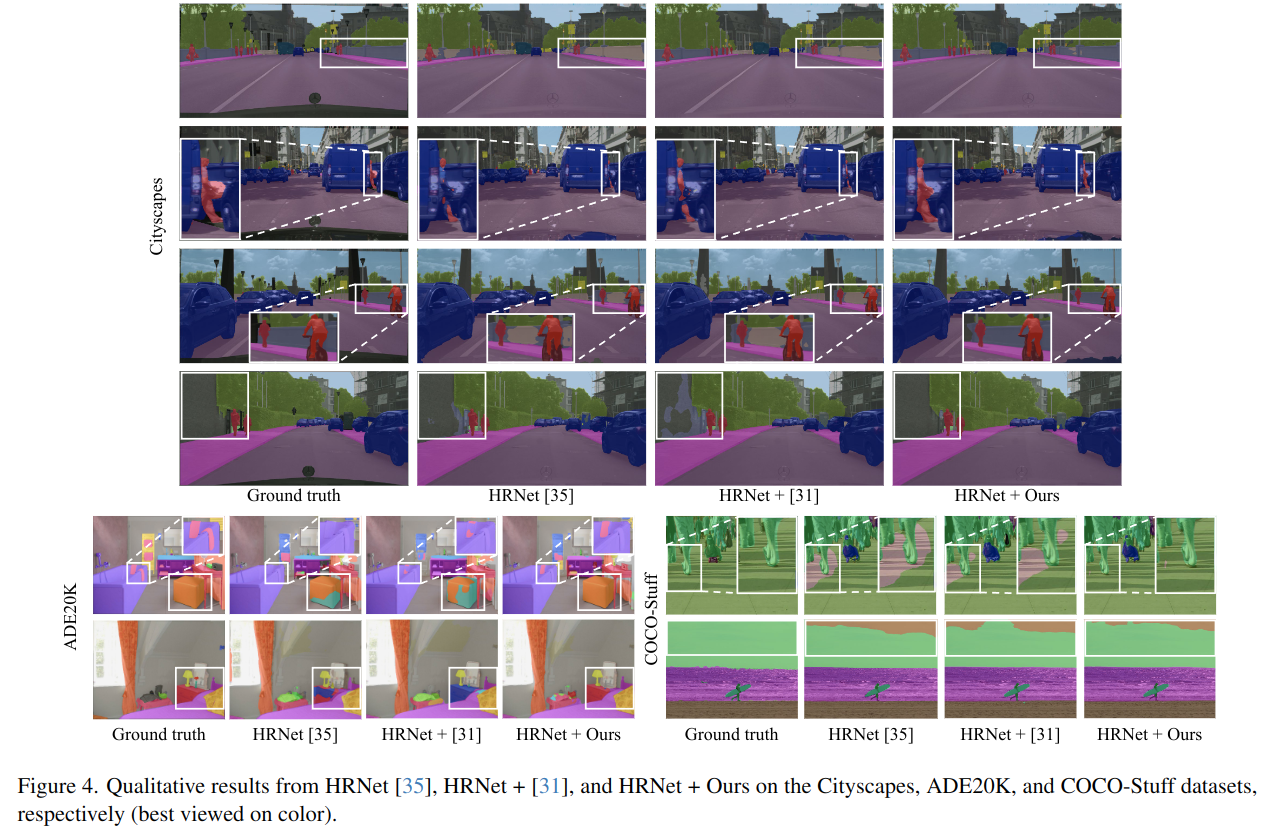 Cityscapes
Ground truth
HRNet [35]
HRNet + [31]
HRNet + Ours
ADE20K
Ground truth
HRNet [35]
HRNet + [31]
HRNet + Ours
COCO-Stuff
Ground truth
HRNet [35]
HRNet + [31]
HRNet + Ours
Figure 4. Qualitative results from HRNet [35], HRNet + [31], and HRNet + Ours on the Cityscapes, ADE20K, and COCO-Stuff datasets,
respectively (best viewed on color).